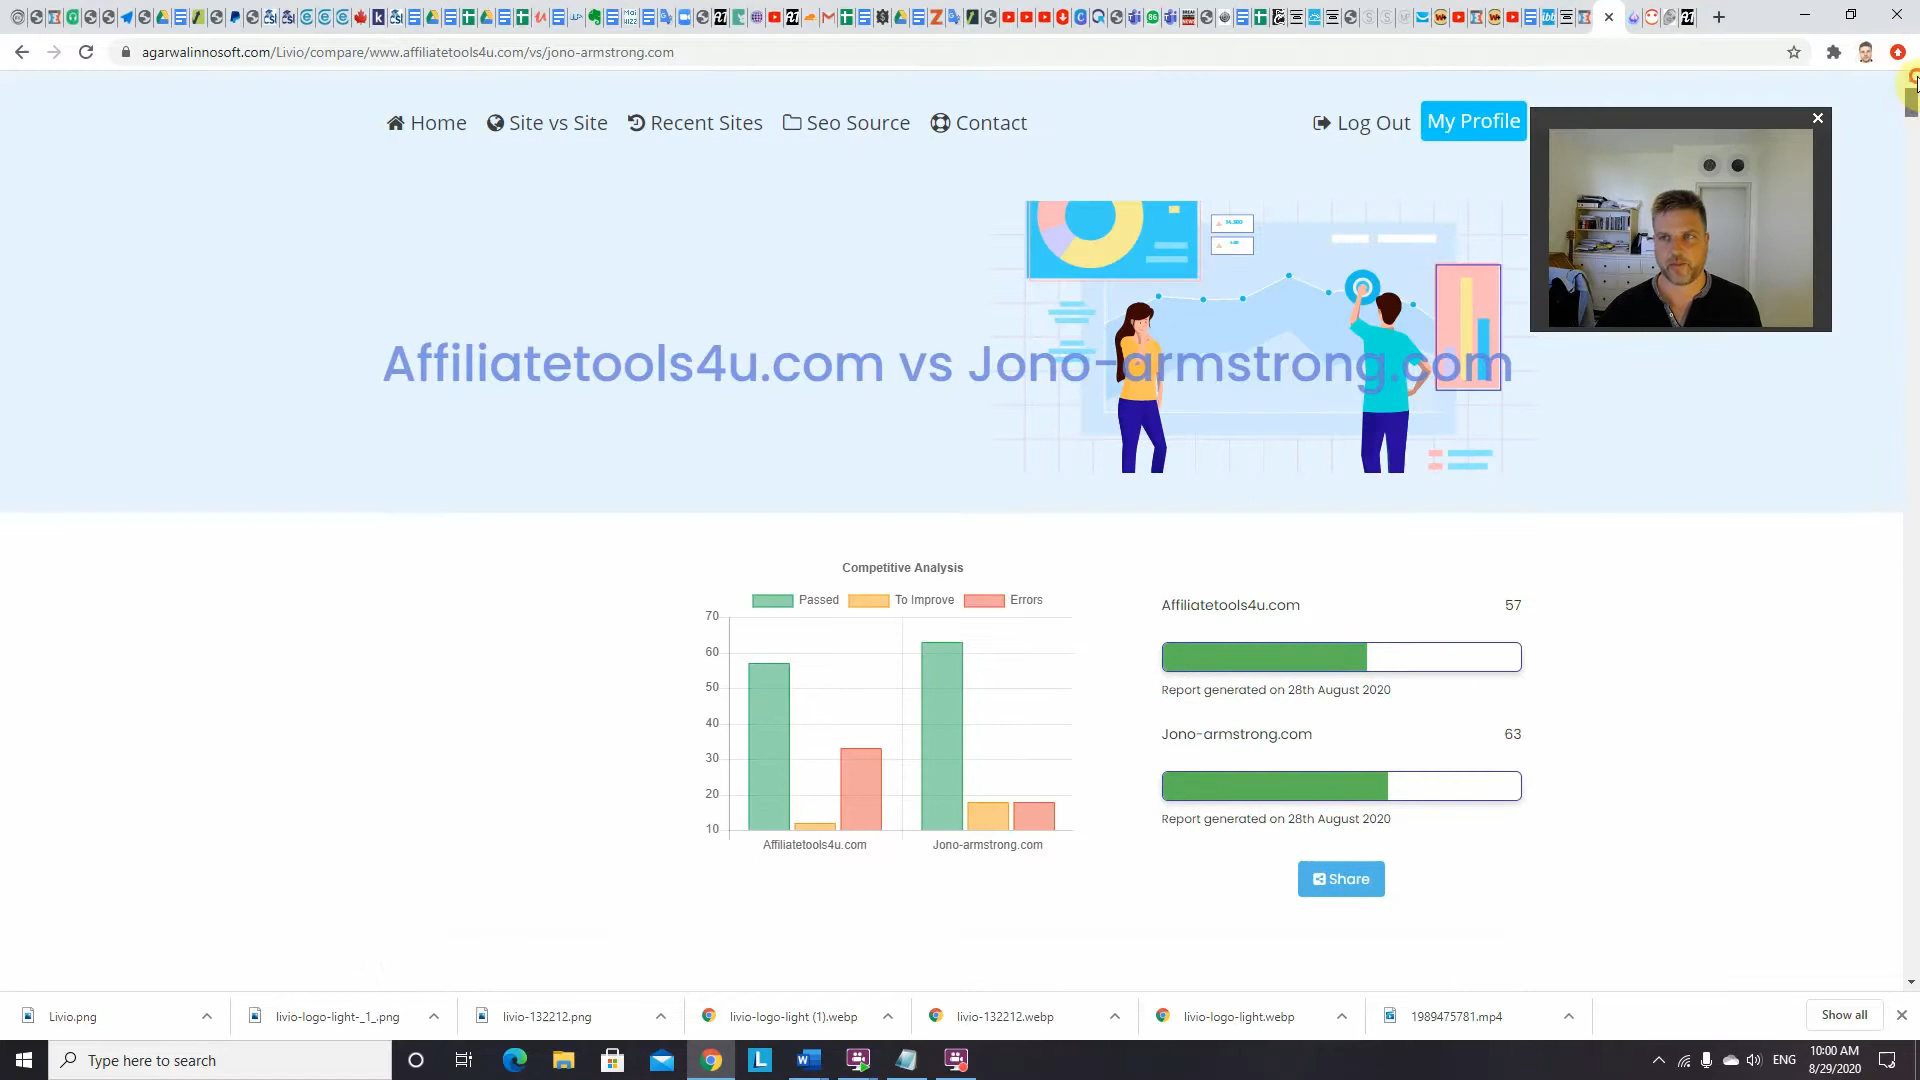 agarwalinnosoft.com/Livio/compare/www.affiliatetools4u.com/vs/jono-armstrong.com
Home
Site vs Site
Recent Sites
Seo Source
Contact
Log Out
My Profile
Affiliatetools4u.com vs Jono-armstrong.com
Competitive Analysis
Passed
To Improve
Errors
70
60
50
40
30
20
10
Affiliatetools4u.com
Jono-armstrong.com
Affiliatetools4u.com 57
Report generated on 28th August 2020
Jono-armstrong.com 63
Report generated on 28th August 2020
Share
Livio.png
livio-logo-light-_1_.png
livio-132212.png
livio-logo-light (1).webp
livio-132212.webp
livio-logo-light.webp
1989475781.mp4
Show all
Type here to search
ENG
10:00 AM
8/29/2020